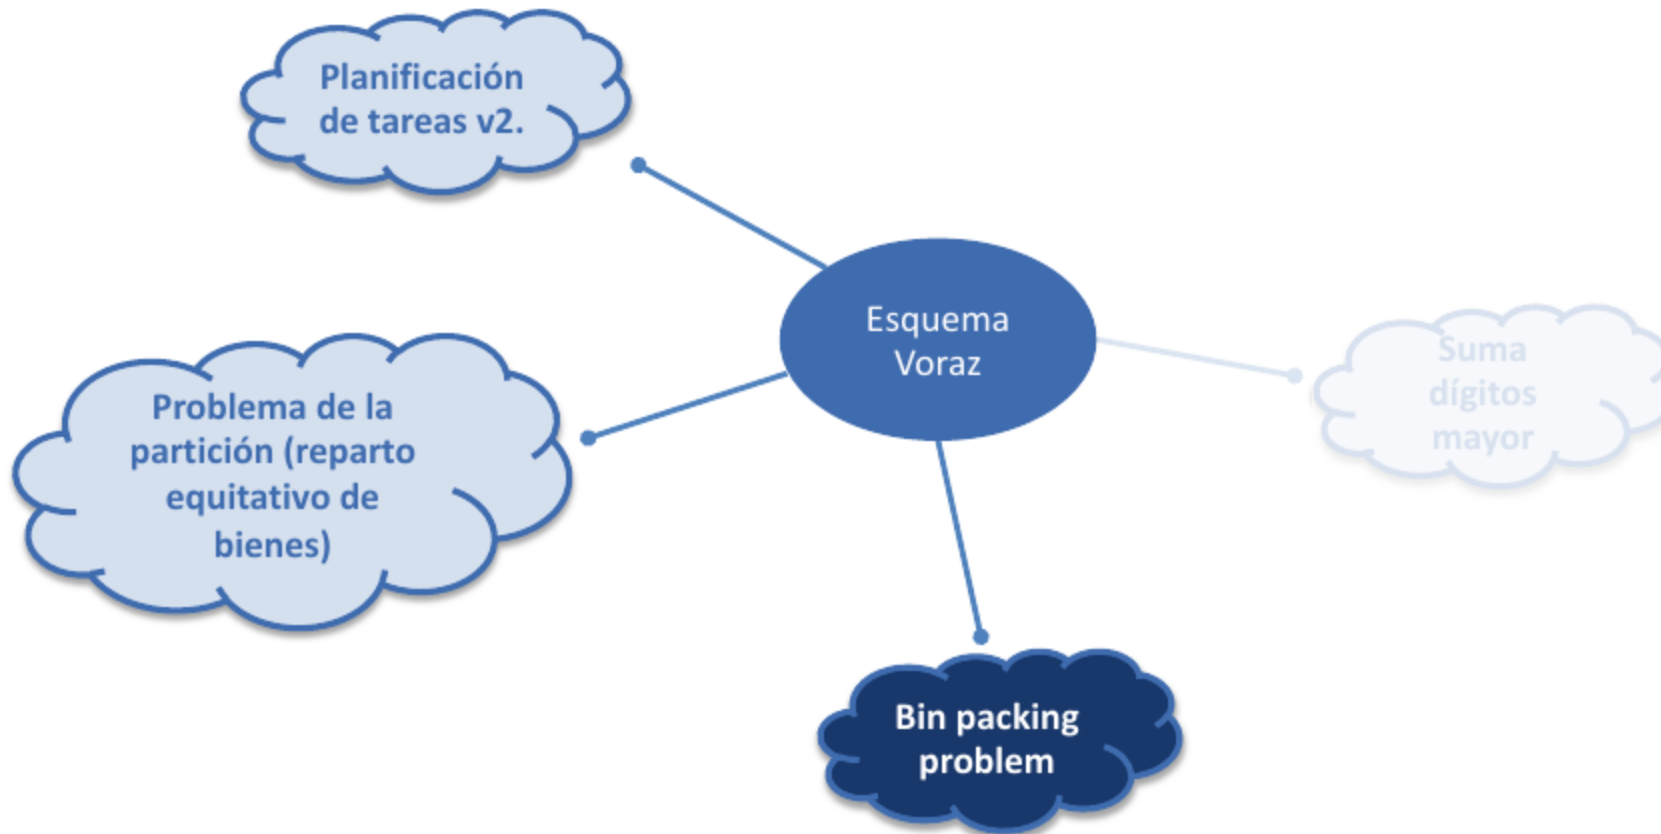 Planificación
de tareas v2.
Esquema
Voraz
Suma
dígitos
mayor
Problema de la
partición (reparto
equitativo de
bienes)
Bin packing
problem